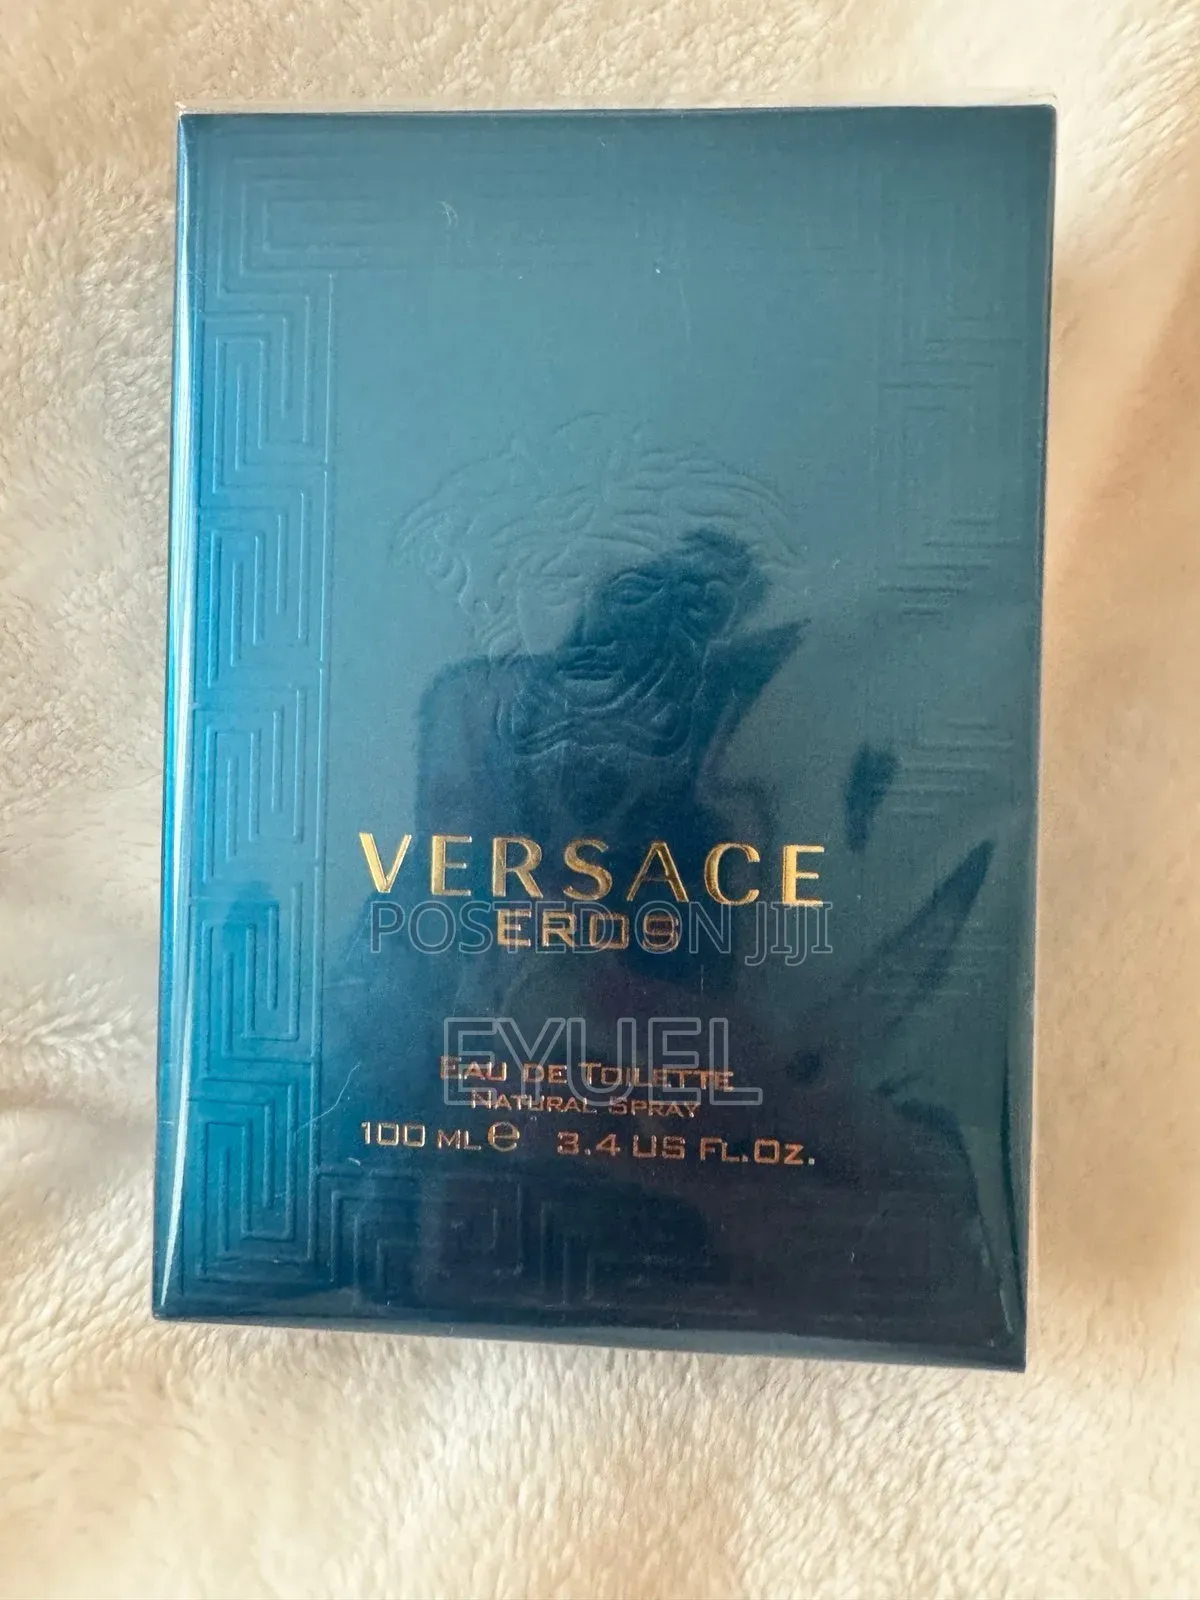 VERSACE
EROS
POSTED ON JIJI
EYUEL
EAU DE TOILETTE
NATURAL SPRAY
100 ML e 3.4 US FL.OZ.